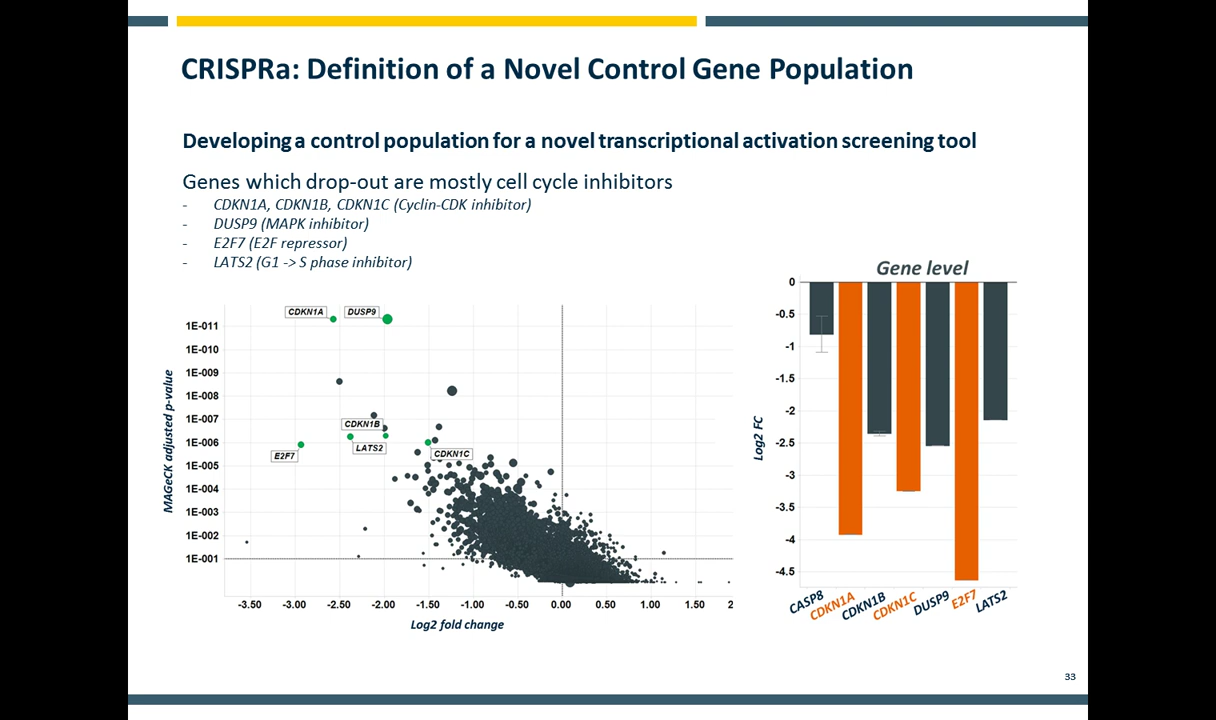 CRISPRa: Definition of a Novel Control Gene Population
Developing a control population for a novel transcriptional activation screening tool
Genes which drop-out are mostly cell cycle inhibitors
- CDKN1A, CDKN1B, CDKN1C (Cyclin-CDK inhibitor)
- DUSP9 (MAPK inhibitor)
- E2F7 (E2F repressor)
- LATS2 (G1 -> S phase inhibitor)
MAGeCK adjusted p-value
1E-011
1E-010
1E-009
1E-008
1E-007
1E-006
1E-005
1E-004
1E-003
1E-002
1E-001
CDKN1A
DUSP9
CDKN1B
LATS2
E2F7
CDKN1C
-3.50 -3.00 -2.50 -2.00 -1.50 -1.00 -0.50 0.00 0.50 1.00 1.50 2
Log2 fold change
Gene level
Log2 FC
0
-0.5
-1
-1.5
-2
-2.5
-3
-3.5
-4
-4.5
CASP8 CDKN1A CDKN1B CDKN1C DUSP9 E2F7 LATS2
33